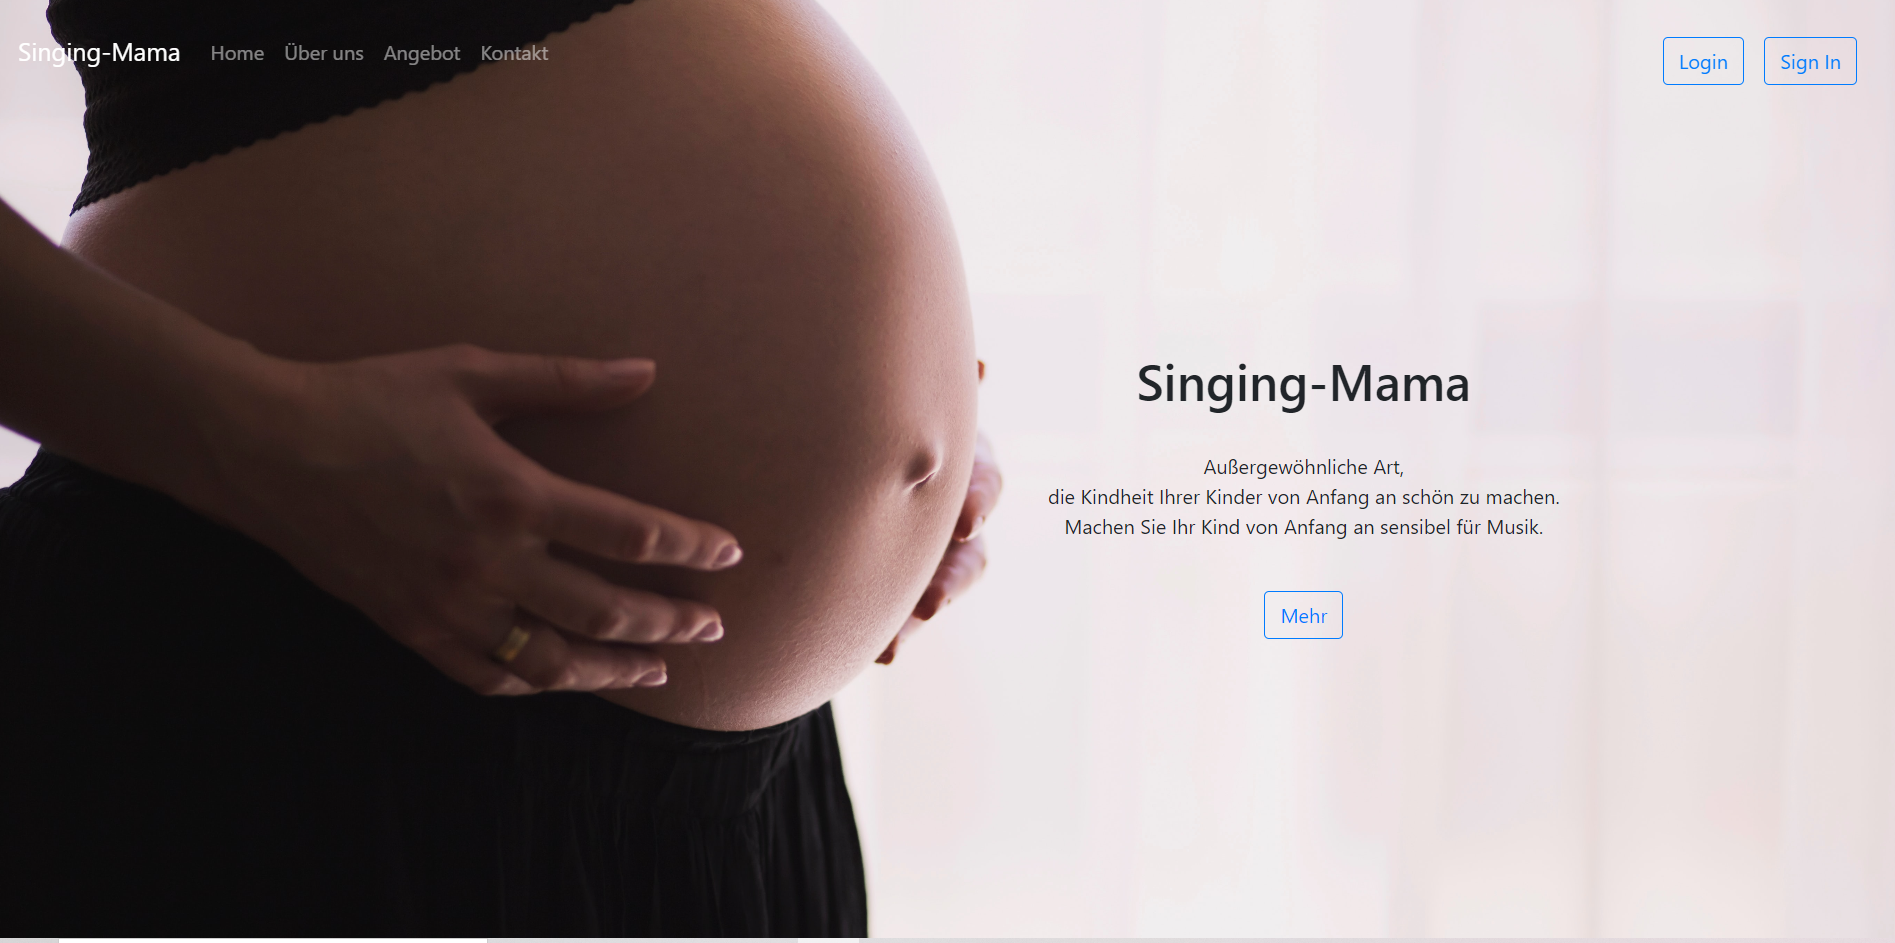 Singing-Mama Home Über uns Angebot Kontakt Login Sign In
Singing-Mama
Außergewöhnliche Art,
die Kindheit Ihrer Kinder von Anfang an schön zu machen.
Machen Sie Ihr Kind von Anfang an sensibel für Musik.
Mehr